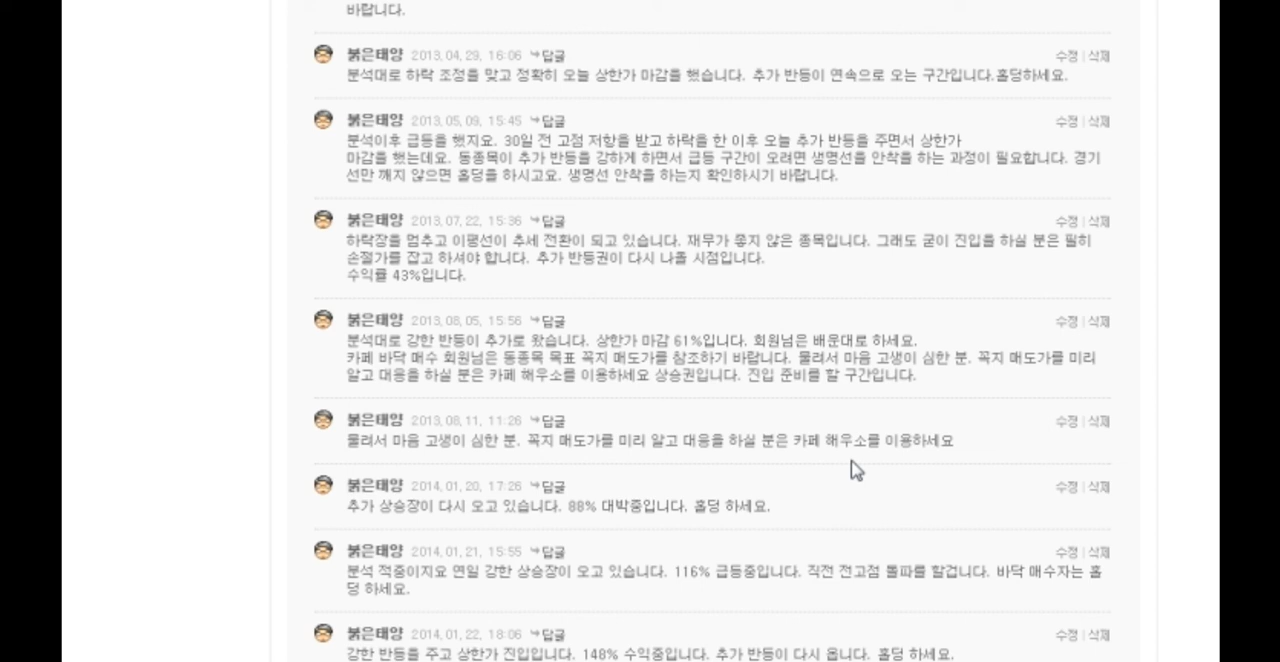 바랍니다.
붉은태양 2013.04.29. 16:06 답글 수정 | 삭제
분석대로 하락 조정을 맞고 정확히 오늘 상한가 마감을 했습니다. 추가 반등이 연속으로 오는 구간입니다.홀딩하세요.
붉은태양 2013.05.09. 15:45 답글 수정 | 삭제
분석이후 급등을 했지요. 30일 전 고점 저항을 받고 하락을 한 이후 오늘 추가 반등을 주면서 상한가
마감을 했는데요. 동종목이 추가 반등을 강하게 하면서 급등 구간이 오려면 생명선을 안착을 하는 과정이 필요합니다. 경기
선만 깨지 않으면 홀딩을 하시고요. 생명선 안착을 하는지 확인하시기 바랍니다.
붉은태양 2013.07.22. 15:36 답글 수정 | 삭제
하락장을 멈추고 이평선이 추세 전환이 되고 있습니다. 재무가 좋지 않은 종목입니다. 그래도 굳이 진입을 하실 분은 필히
손절가를 잡고 하셔야 합니다. 추가 반등권이 다시 나올 시점입니다.
수익률 43%입니다.
붉은태양 2013.08.05. 15:56 답글 수정 | 삭제
분석대로 강한 반등이 추가로 왔습니다. 상한가 마감 61%입니다. 회원님은 배운대로 하세요.
카페 바닥 매수 회원님은 동종목 목표 꼭지 매도가를 참조하기 바랍니다. 물려서 마음 고생이 심한 분. 꼭지 매도가를 미리
알고 대응을 하실 분은 카페 해우소를 이용하세요 상승권입니다. 진입 준비를 할 구간입니다.
붉은태양 2013.08.11. 11:26 답글 수정 | 삭제
물려서 마음 고생이 심한 분. 꼭지 매도가를 미리 알고 대응을 하실 분은 카페 해우소를 이용하세요
붉은태양 2014.01.20. 17:26 답글 수정 | 삭제
추가 상승장이 다시 오고 있습니다. 88% 대박중입니다. 홀딩 하세요.
붉은태양 2014.01.21. 15:55 답글 수정 | 삭제
분석 적중이지요 연일 강한 상승장이 오고 있습니다. 116% 급등중입니다. 직전 전고점 돌파를 할겁니다. 바닥 매수자는 홀
딩 하세요.
붉은태양 2014.01.22. 18:06 답글 수정 | 삭제
강한 반등을 주고 상한가 진입입니다. 148% 수익중입니다. 추가 반등이 다시 옵니다. 홀딩 하세요.